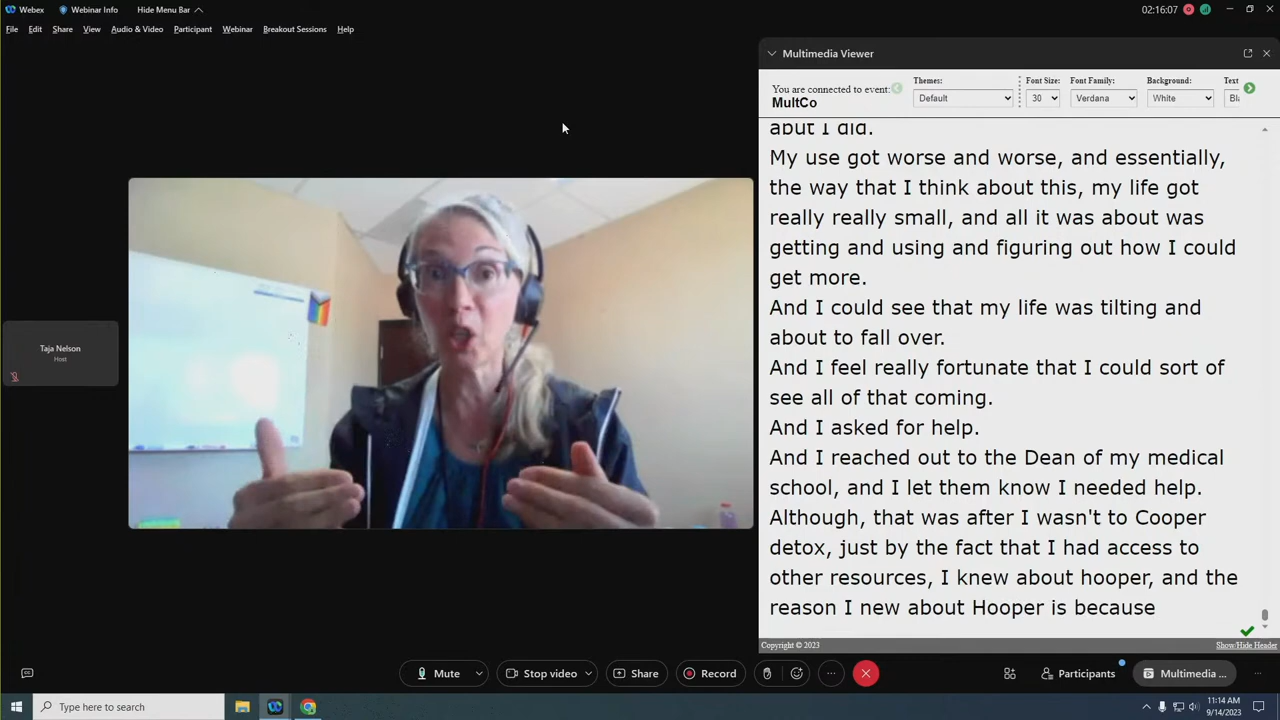 Webex
Webinar Info
Hide Menu Bar
02:16:07
File Edit Share View Audio & Video Participant Webinar Breakout Sessions Help
Multimedia Viewer
You are connected to event:
MultCo
Themes:
Default
Font Size:
30
Font Family:
Verdana
Background:
White
Text
abut I did.
My use got worse and worse, and essentially,
the way that I think about this, my life got
really really small, and all it was about was
getting and using and figuring out how I could
get more.
And I could see that my life was tilting and
about to fall over.
And I feel really fortunate that I could sort of
see all of that coming.
And I asked for help.
And I reached out to the Dean of my medical
school, and I let them know I needed help.
Although, that was after I wasn't to Cooper
detox, just by the fact that I had access to
other resources, I knew about hooper, and the
reason I new about Hooper is because
Copyright © 2023
Show/Hide Header
Taja Nelson
Host
Mute
Stop video
Share
Record
Participants
Multimedia ...
Type here to search
11:14 AM
9/14/2023